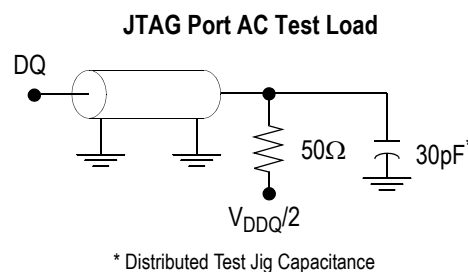 JTAG Port AC Test Load
DQ
50Ω
30pF*
VDDQ/2
* Distributed Test Jig Capacitance